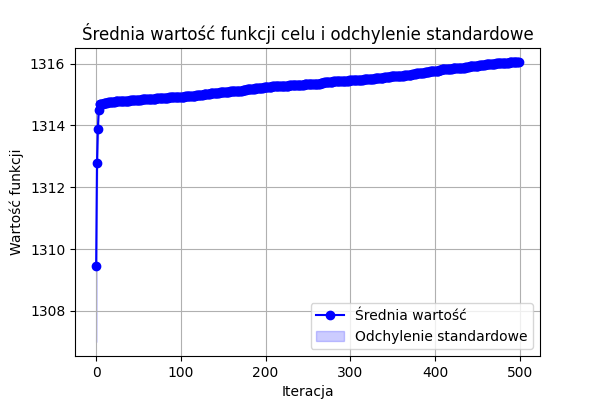 Średnia wartość funkcji celu i odchylenie standardowe
Wartość funkcji
1316
1314
1312
1310
1308
Średnia wartość
Odchylenie standardowe
0 100 200 300 400 500
Iteracja